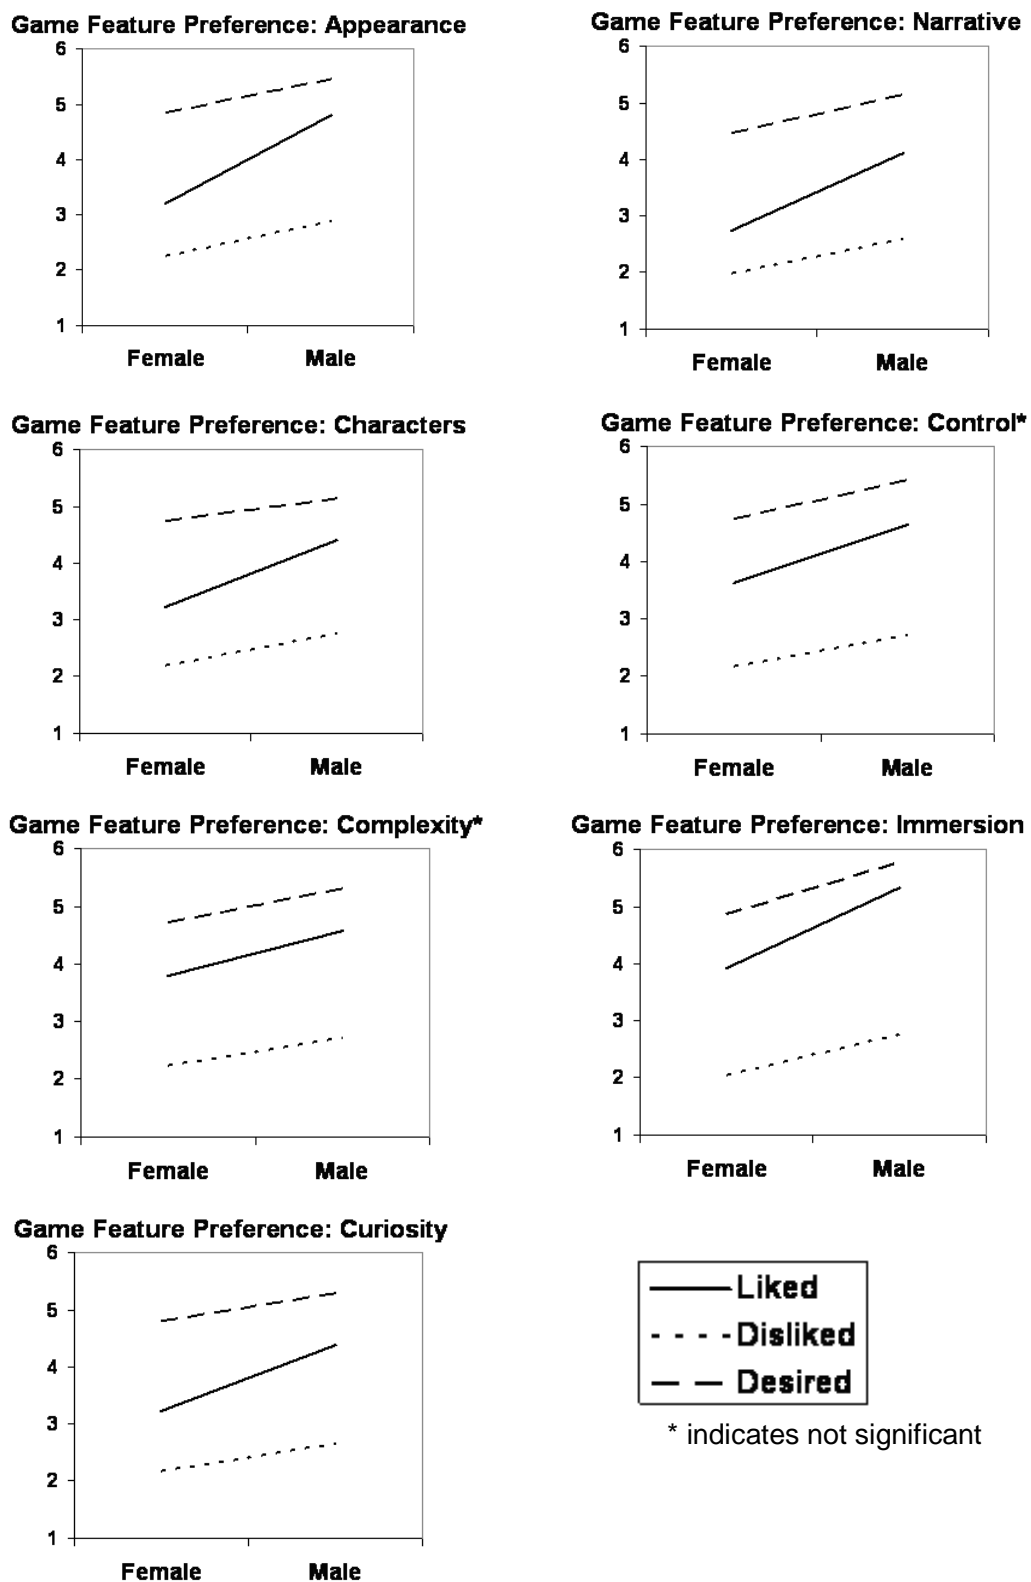 Game Feature Preference: Appearance
6
5
4
3
2
1
Female Male
Game Feature Preference: Narrative
6
5
4
3
2
1
Female Male
Game Feature Preference: Characters
6
5
4
3
2
1
Female Male
Game Feature Preference: Control*
6
5
4
3
2
1
Female Male
Game Feature Preference: Complexity*
6
5
4
3
2
1
Female Male
Game Feature Preference: Immersion
6
5
4
3
2
1
Female Male
Game Feature Preference: Curiosity
6
5
4
3
2
1
Female Male
Liked
Disliked
Desired
* indicates not significant